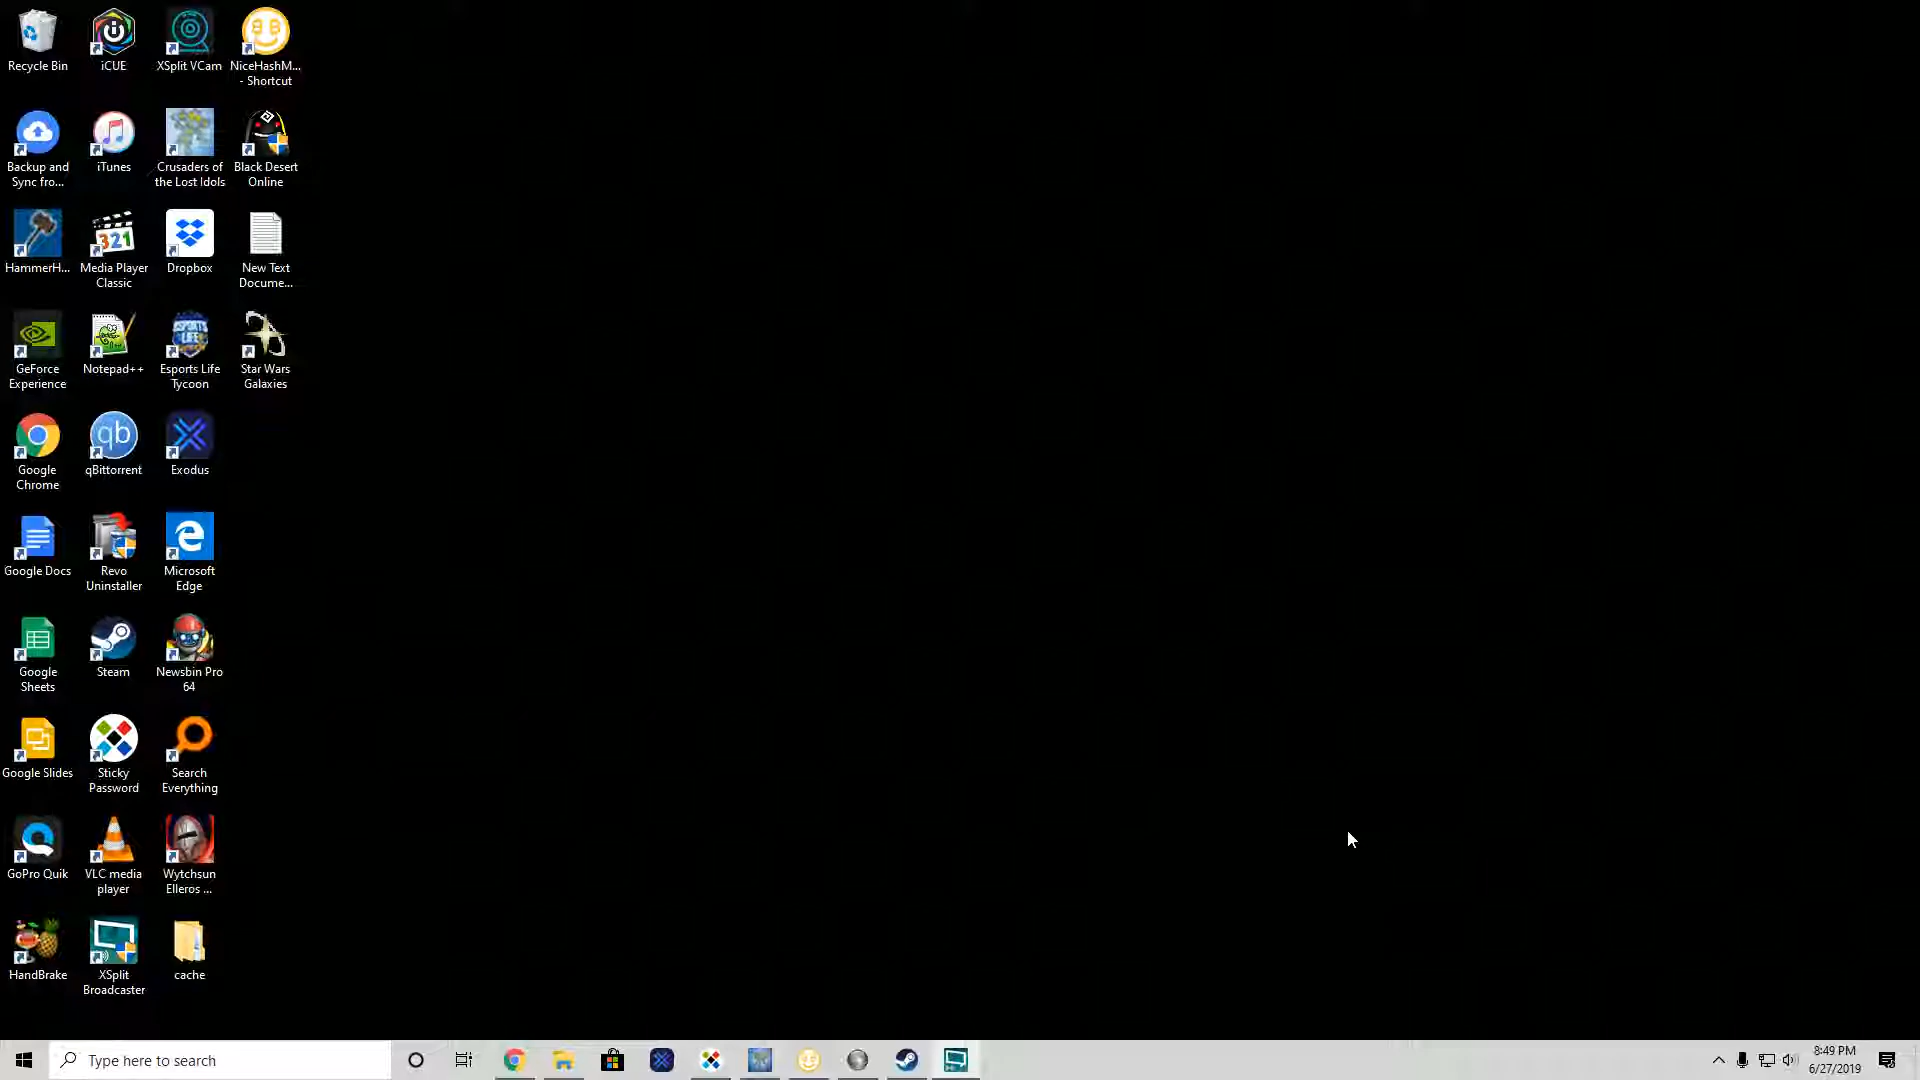 Recycle Bin
iCUE
XSplit VCam
NiceHashM...
- Shortcut
Backup and
Sync fro...
iTunes
Crusaders of
the Lost Idols
Black Desert
Online
HammerH...
321
Media Player
Classic
Dropbox
New Text
Docume...
GeForce
Experience
Notepad++
ESPORTS
LIFE
Esports Life
Tycoon
Star Wars
Galaxies
Google
Chrome
qb
qBittorrent
Exodus
Google Docs
Revo
Uninstaller
Microsoft
Edge
Google
Sheets
Steam
Newsbin Pro
64
Google Slides
Sticky
Password
Search
Everything
GoPro Quik
VLC media
player
Wytchsun
Elleros ...
HandBrake
XSplit
Broadcaster
cache
Type here to search
8:49 PM
6/27/2019